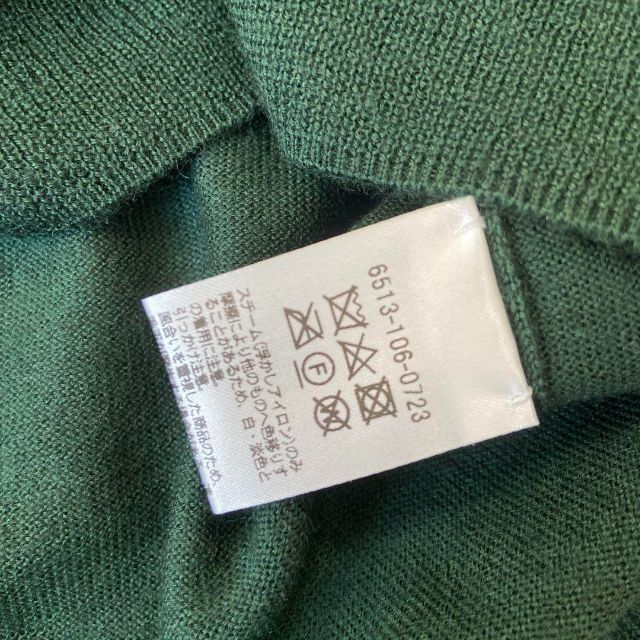 6513-106-0723
F
W
スチーム(浮かしアイロン)のみ
摩擦により他のものへ色移りす
ることがあるため、白・淡色と
の着用に注意
引っかけ注意
風合いを重視した商品のため、